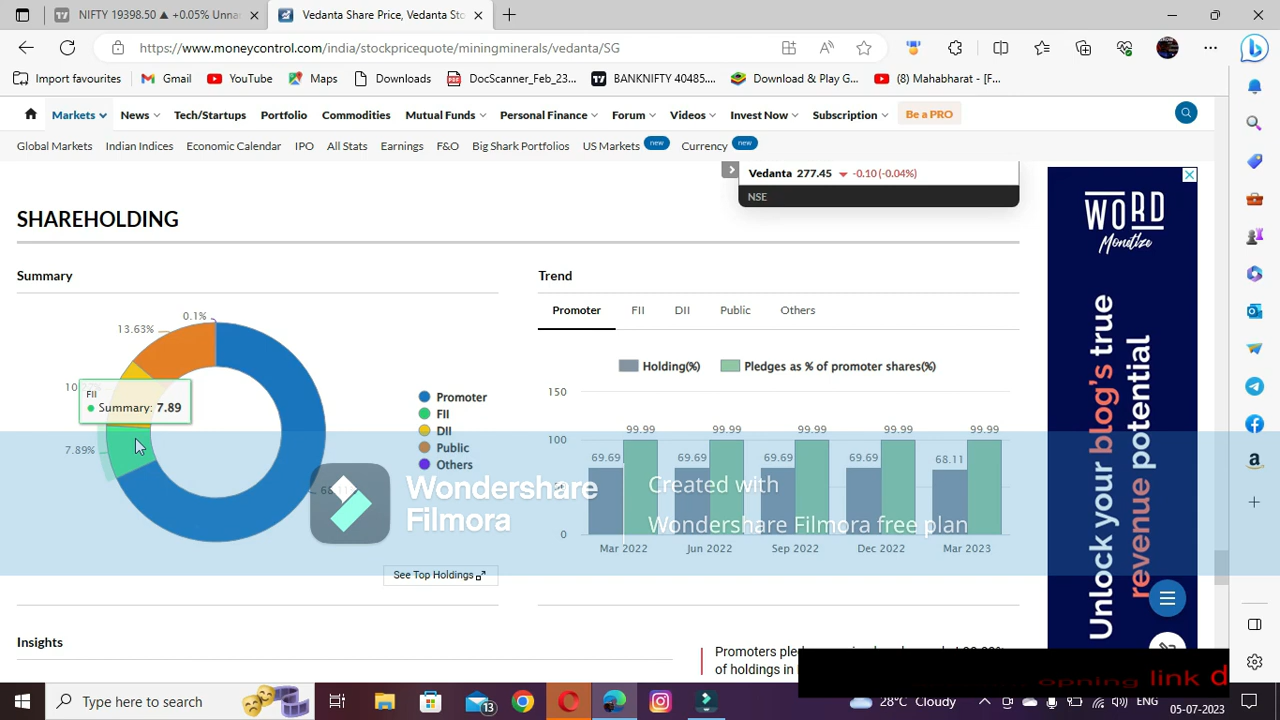 NIFTY 19398.50 ▲ +0.05% Unna
Vedanta Share Price, Vedanta Sto
https://www.moneycontrol.com/india/stockpricequote/miningminerals/vedanta/SG
Import favourites
Gmail
YouTube
Maps
Downloads
DocScanner_Feb_23...
BANKNIFTY 40485....
Download & Play G...
(8) Mahabharat - [F...
Markets
News
Tech/Startups
Portfolio
Commodities
Mutual Funds
Personal Finance
Forum
Videos
Invest Now
Subscription
Be a PRO
Global Markets
Indian Indices
Economic Calendar
IPO
All Stats
Earnings
F&O
Big Shark Portfolios
US Markets
new
Currency
new
Vedanta 277.45 ▼ -0.10 (-0.04%)
NSE
SHAREHOLDING
Summary
0.1%
13.63%
FII
Summary: 7.89
7.89%
Promoter
FII
DII
Public
Others
See Top Holdings
Trend
Promoter
FII
DII
Public
Others
Holding(%)
Pledges as % of promoter shares(%)
150
100
0
99.99
99.99
99.99
99.99
99.99
69.69
69.69
69.69
69.69
68.11
Mar 2022
Jun 2022
Sep 2022
Dec 2022
Mar 2023
Wondershare
Filmora
Created with
Wondershare Filmora free plan
WORD
Monitize
Unlock your blog's true
revenue potential
Insights
of holdings in
opning link d
Type here to search
13
28°C Cloudy
ENG
05-07-2023